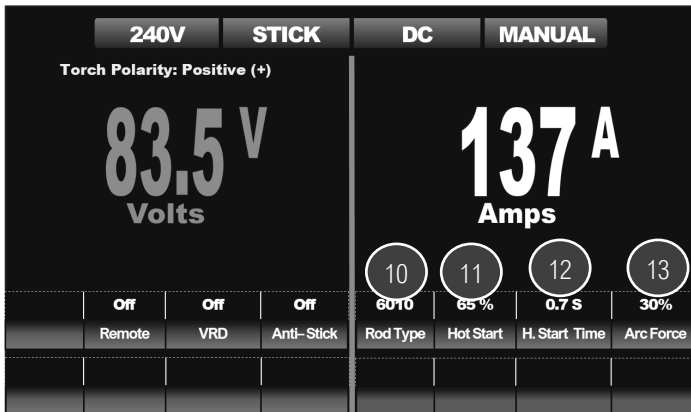 240V STICK DC MANUAL
Torch Polarity: Positive (+)
83.5 V 137 A
Volts Amps
10 11 12 13
Off Off Off 6010 65 % 0.7 S 30%
Remote VRD Anti–Stick Rod Type Hot Start H. Start Time Arc Force